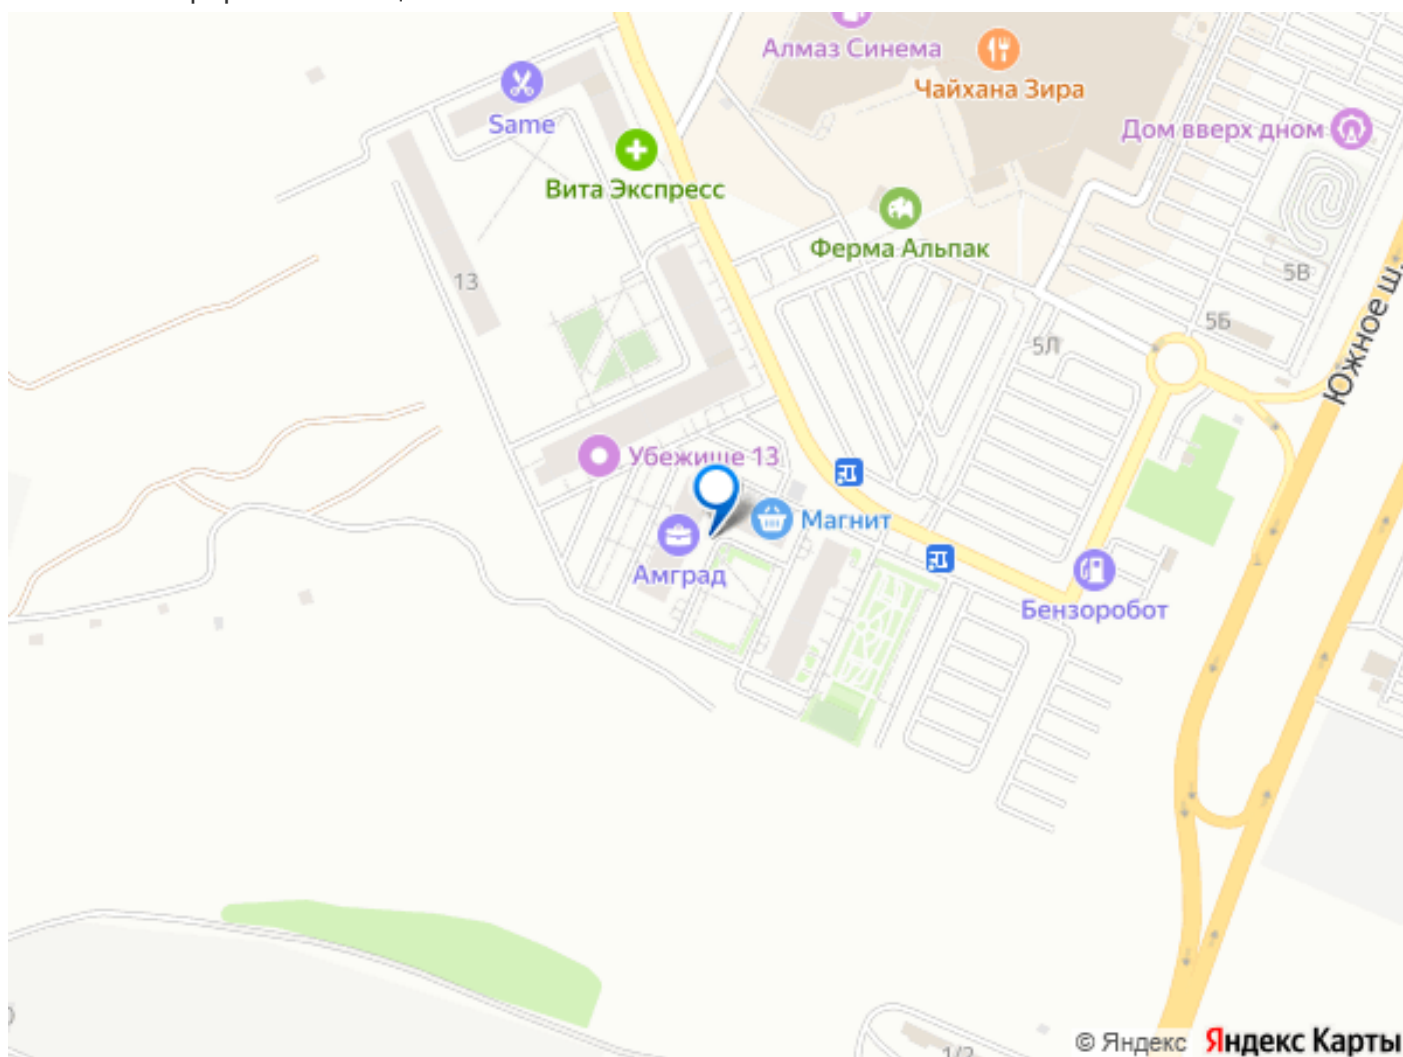 Алмаз Синема
Чайхана Зира
Same
Дом вверх дном
Вита Экспресс
Ферма Альпак
13
5В
5Б
5Л
Южное ш.
Убежище 13
Магнит
Амград
Бензоробот
1/2
© Яндекс Яндекс Карты